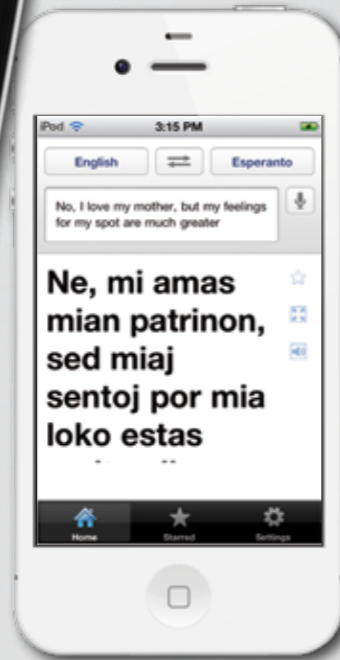 iPod 3:15 PM
English Esperanto
No, I love my mother, but my feelings
for my spot are much greater
Ne, mi amas
mian patrinon,
sed miaj
sentoj por mia
loko estas
Home Starred Settings